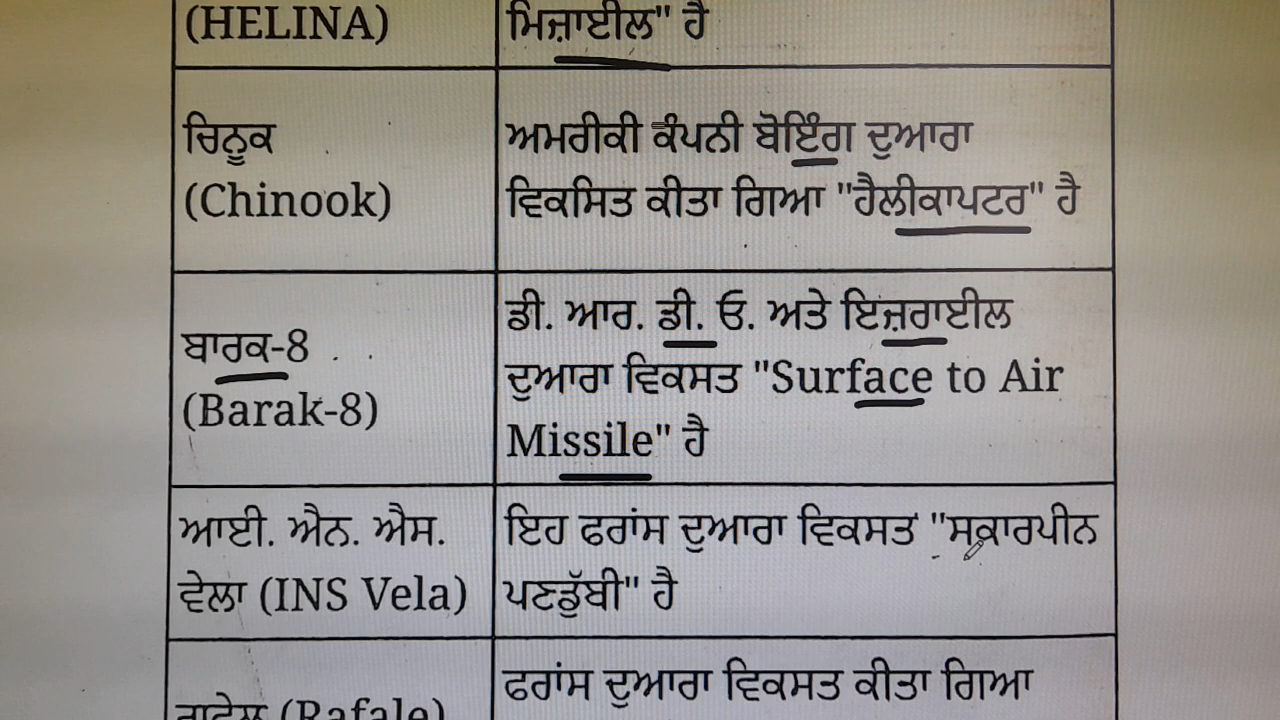 (HELINA)
ਮਿਜ਼ਾਈਲ" ਹੈ
ਚਿਨੂਕ
(Chinook)
ਅਮਰੀਕੀ ਕੰਪਨੀ ਬੋਇੰਗ ਦੁਆਰਾ
ਵਿਕਸਿਤ ਕੀਤਾ ਗਿਆ "ਹੈਲੀਕਾਪਟਰ" ਹੈ
ਬਾਰਕ-8
(Barak-8)
ਡੀ. ਆਰ. ਡੀ. ਓ. ਅਤੇ ਇਜ਼ਰਾਈਲ
ਦੁਆਰਾ ਵਿਕਸਤ "Surface to Air
Missile" ਹੈ
ਆਈ. ਐਨ. ਐਸ.
ਵੇਲਾ (INS Vela)
ਇਹ ਫਰਾਂਸ ਦੁਆਰਾ ਵਿਕਸਤ "ਸਕਾਰਪੀਨ
ਪਣਡੁੱਬੀ" ਹੈ
(Rafale)
ਫਰਾਂਸ ਦੁਆਰਾ ਵਿਕਸਤ ਕੀਤਾ ਗਿਆ